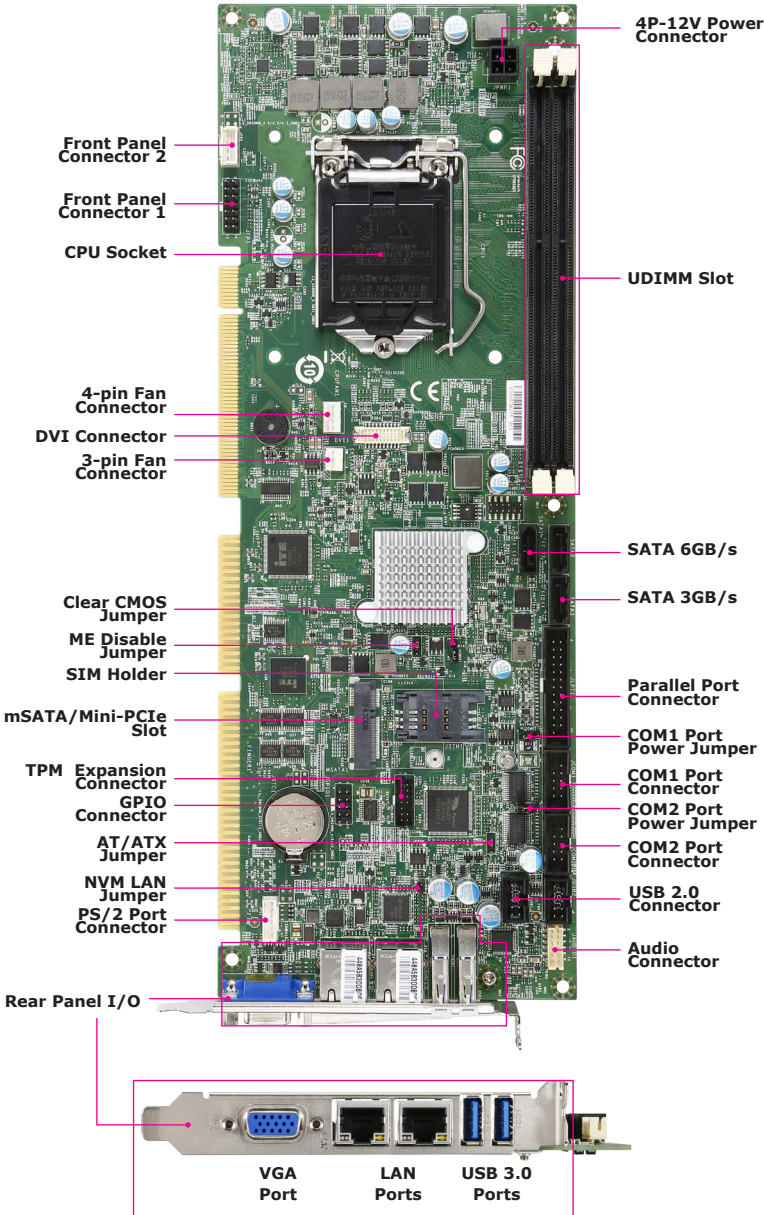 4P-12V Power
Connector
JPWR1
Front Panel
Connector 2
Front Panel
Connector 1
CPU Socket
UDIMM Slot
4-pin Fan
Connector
DVI Connector
3-pin Fan
Connector
SATA 6GB/s
SATA 3GB/s
Clear CMOS
Jumper
ME Disable
Jumper
SIM Holder
mSATA/Mini-PCIe
Slot
Parallel Port
Connector
COM1 Port
Power Jumper
TPM Expansion
Connector
COM1 Port
Connector
GPIO
Connector
COM2 Port
Power Jumper
AT/ATX
Jumper
COM2 Port
Connector
NVM LAN
Jumper
USB 2.0
Connector
PS/2 Port
Connector
Audio
Connector
Rear Panel I/O
VGA
Port
LAN
Ports
USB 3.0
Ports